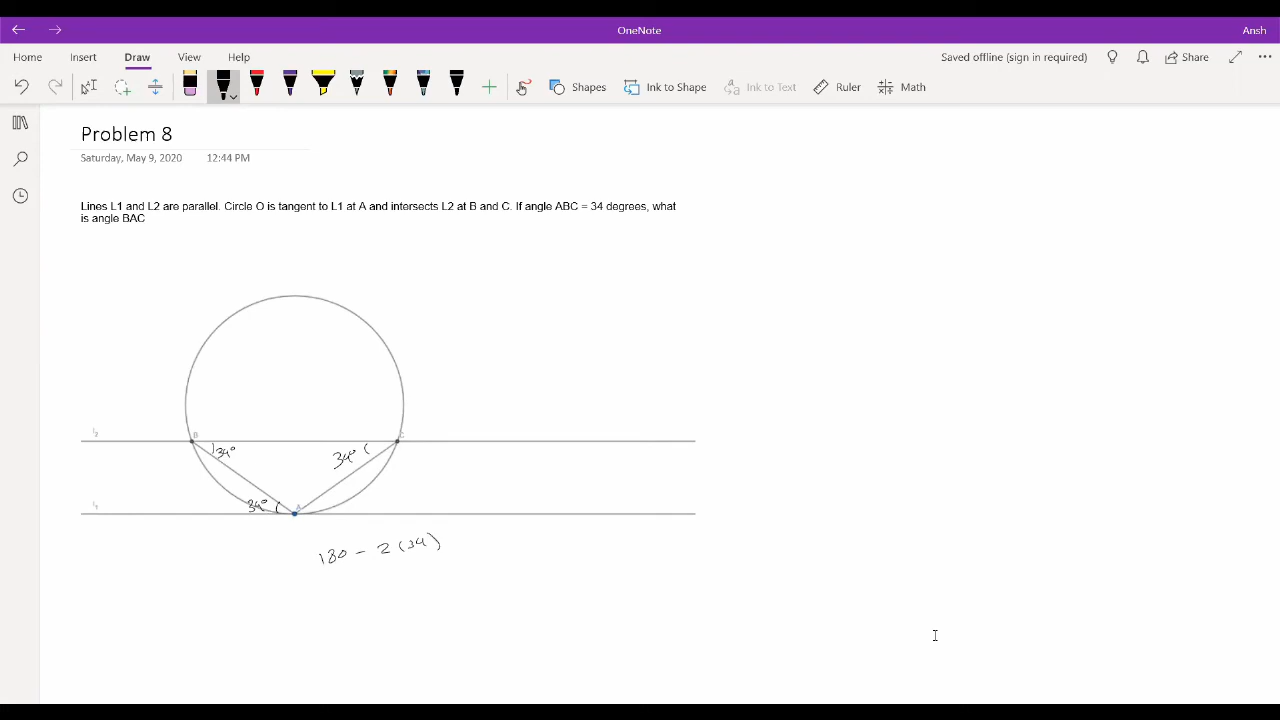 OneNote
Ansh
Home Insert Draw View Help
Saved offline (sign in required)
Share
Shapes
Ink to Shape
Ink to Text
Ruler
Math
Problem 8
Saturday, May 9, 2020 12:44 PM
Lines L1 and L2 are parallel. Circle O is tangent to L1 at A and intersects L2 at B and C. If angle ABC = 34 degrees, what
is angle BAC
l2 B C
34° 34°
34° A
l1
180 - 2 (34)